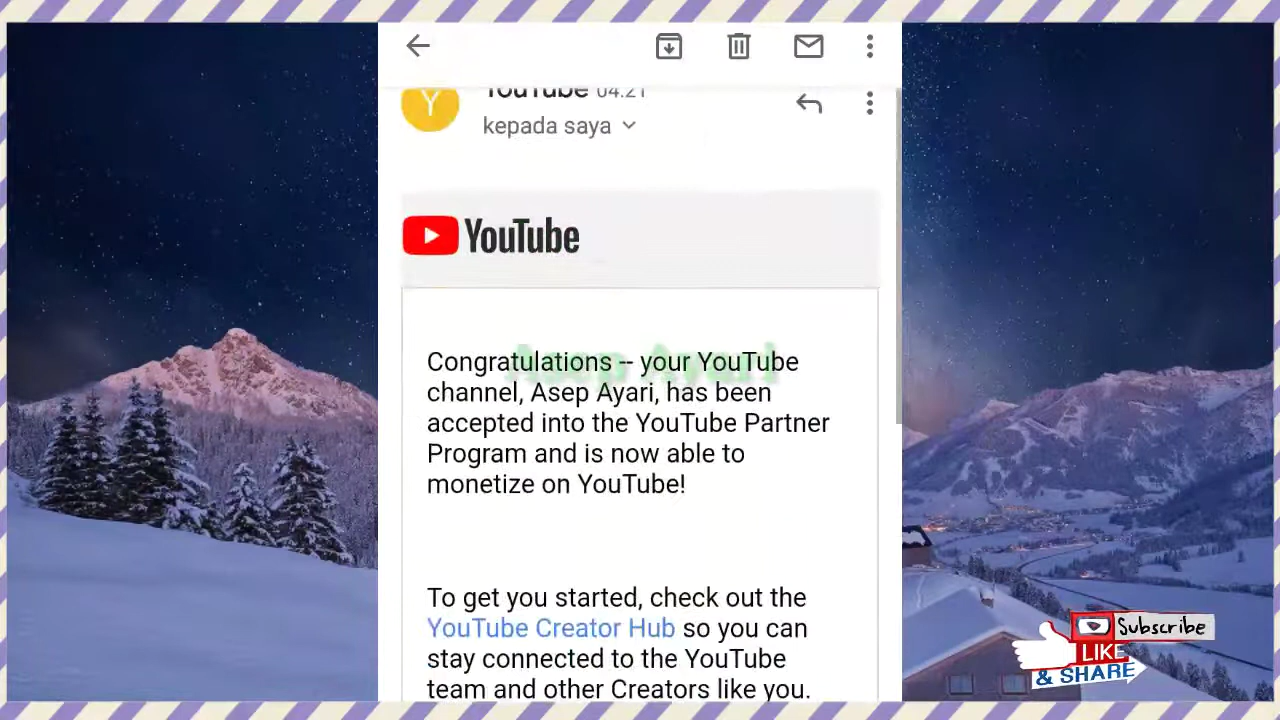 Y
YouTube 04.21
kepada saya
YouTube
Congratulations -- your YouTube
channel, Asep Ayari, has been
accepted into the YouTube Partner
Program and is now able to
monetize on YouTube!
Asep Ayari
To get you started, check out the
YouTube Creator Hub so you can
stay connected to the YouTube
team and other Creators like you.
Subscribe
LIKE
& SHARE